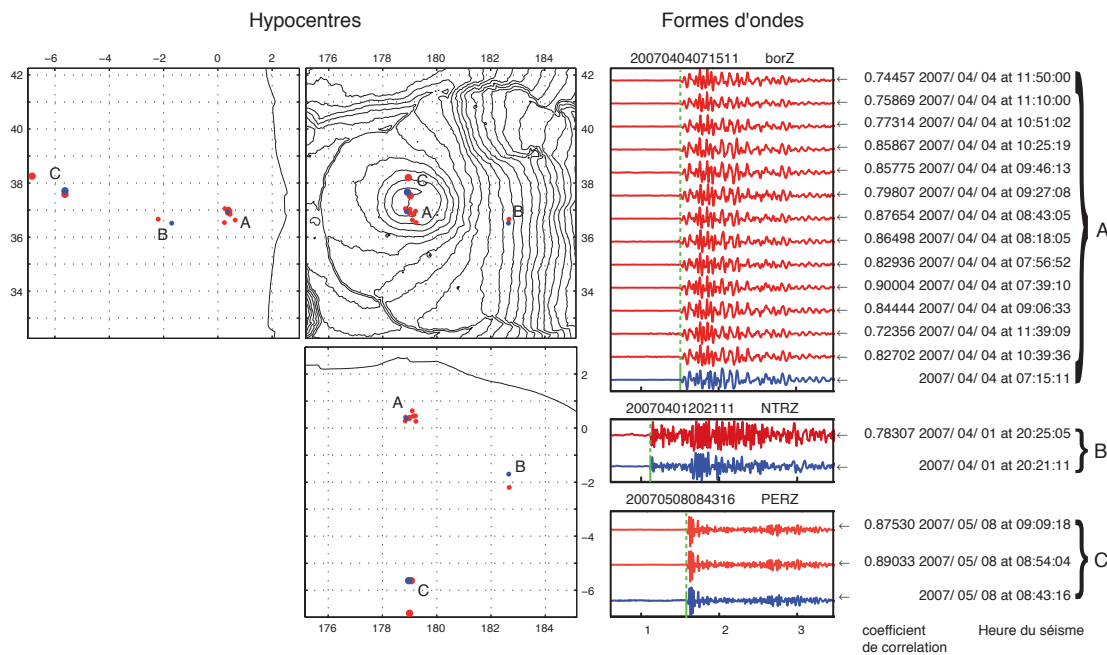 Hypocentres
Formes d'ondes
−6 −4 −2 0 2
176 178 180 182 184
42
40
38
36
34
42
40
38
36
34
C
B
A
C
A
B
2
0
−2
−4
−6
A
B
C
176 178 180 182 184
176 178 180 182 184
20070404071511 borZ
← 0.74457 2007/ 04/ 04 at 11:50:00
← 0.75869 2007/ 04/ 04 at 11:10:00
← 0.77314 2007/ 04/ 04 at 10:51:02
← 0.85867 2007/ 04/ 04 at 10:25:19
← 0.85775 2007/ 04/ 04 at 09:46:13
← 0.79807 2007/ 04/ 04 at 09:27:08
← 0.87654 2007/ 04/ 04 at 08:43:05
← 0.86498 2007/ 04/ 04 at 08:18:05
← 0.82936 2007/ 04/ 04 at 07:56:52
← 0.90004 2007/ 04/ 04 at 07:39:10
← 0.84444 2007/ 04/ 04 at 09:06:33
← 0.72356 2007/ 04/ 04 at 11:39:09
← 0.82702 2007/ 04/ 04 at 10:39:36
← 2007/ 04/ 04 at 07:15:11
A
20070401202111 NTRZ
← 0.78307 2007/ 04/ 01 at 20:25:05
← 2007/ 04/ 01 at 20:21:11
B
20070508084316 PERZ
← 0.87530 2007/ 05/ 08 at 09:09:18
← 0.89033 2007/ 05/ 08 at 08:54:04
← 2007/ 05/ 08 at 08:43:16
C
1 2 3
coefficient
de correlation
Heure du séisme